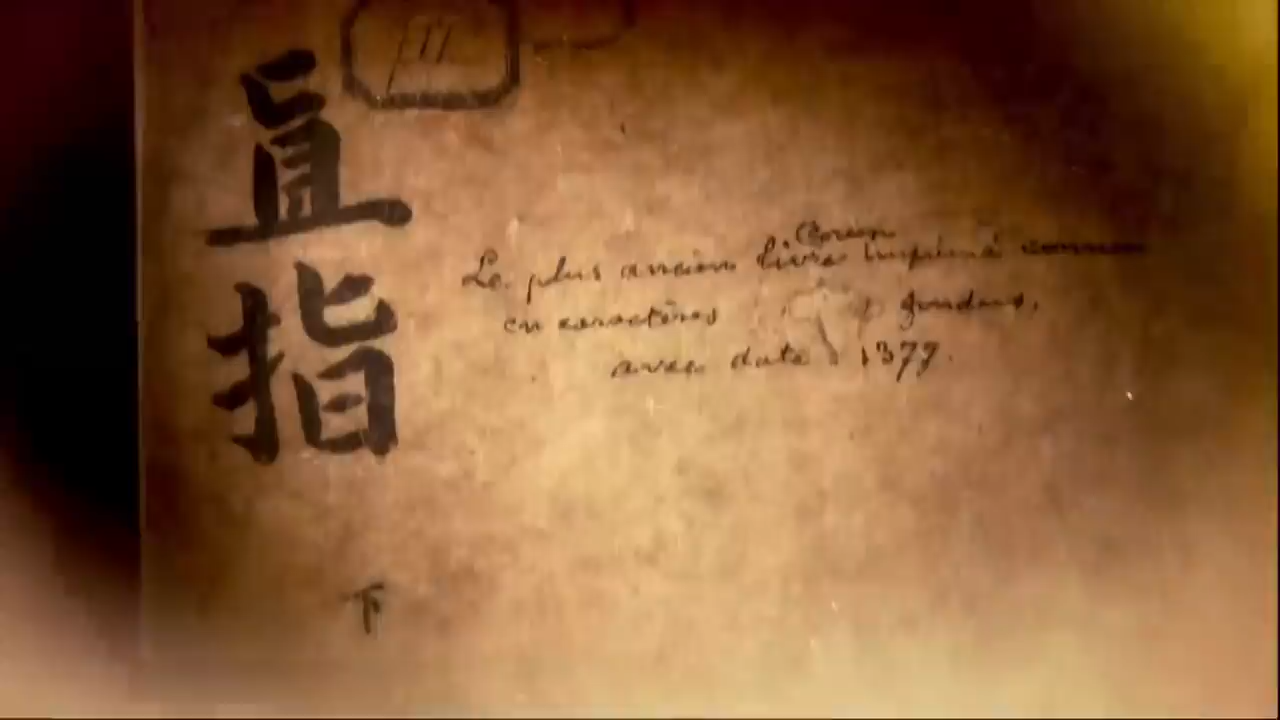 直指
下
Coréen
Le plus ancien livre imprimé connu
en caractères fondus,
avec date 1377.